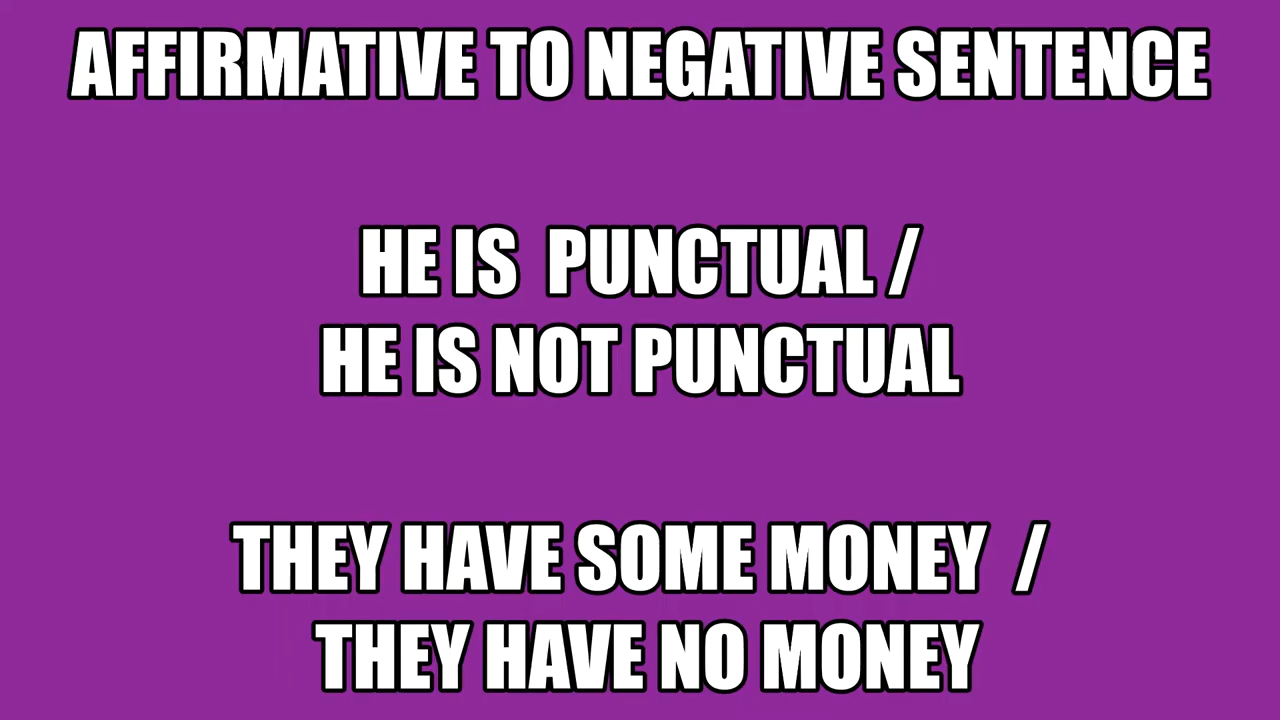 AFFIRMATIVE TO NEGATIVE SENTENCE
HE IS  PUNCTUAL /
HE IS NOT PUNCTUAL
THEY HAVE SOME MONEY  /
THEY HAVE NO MONEY